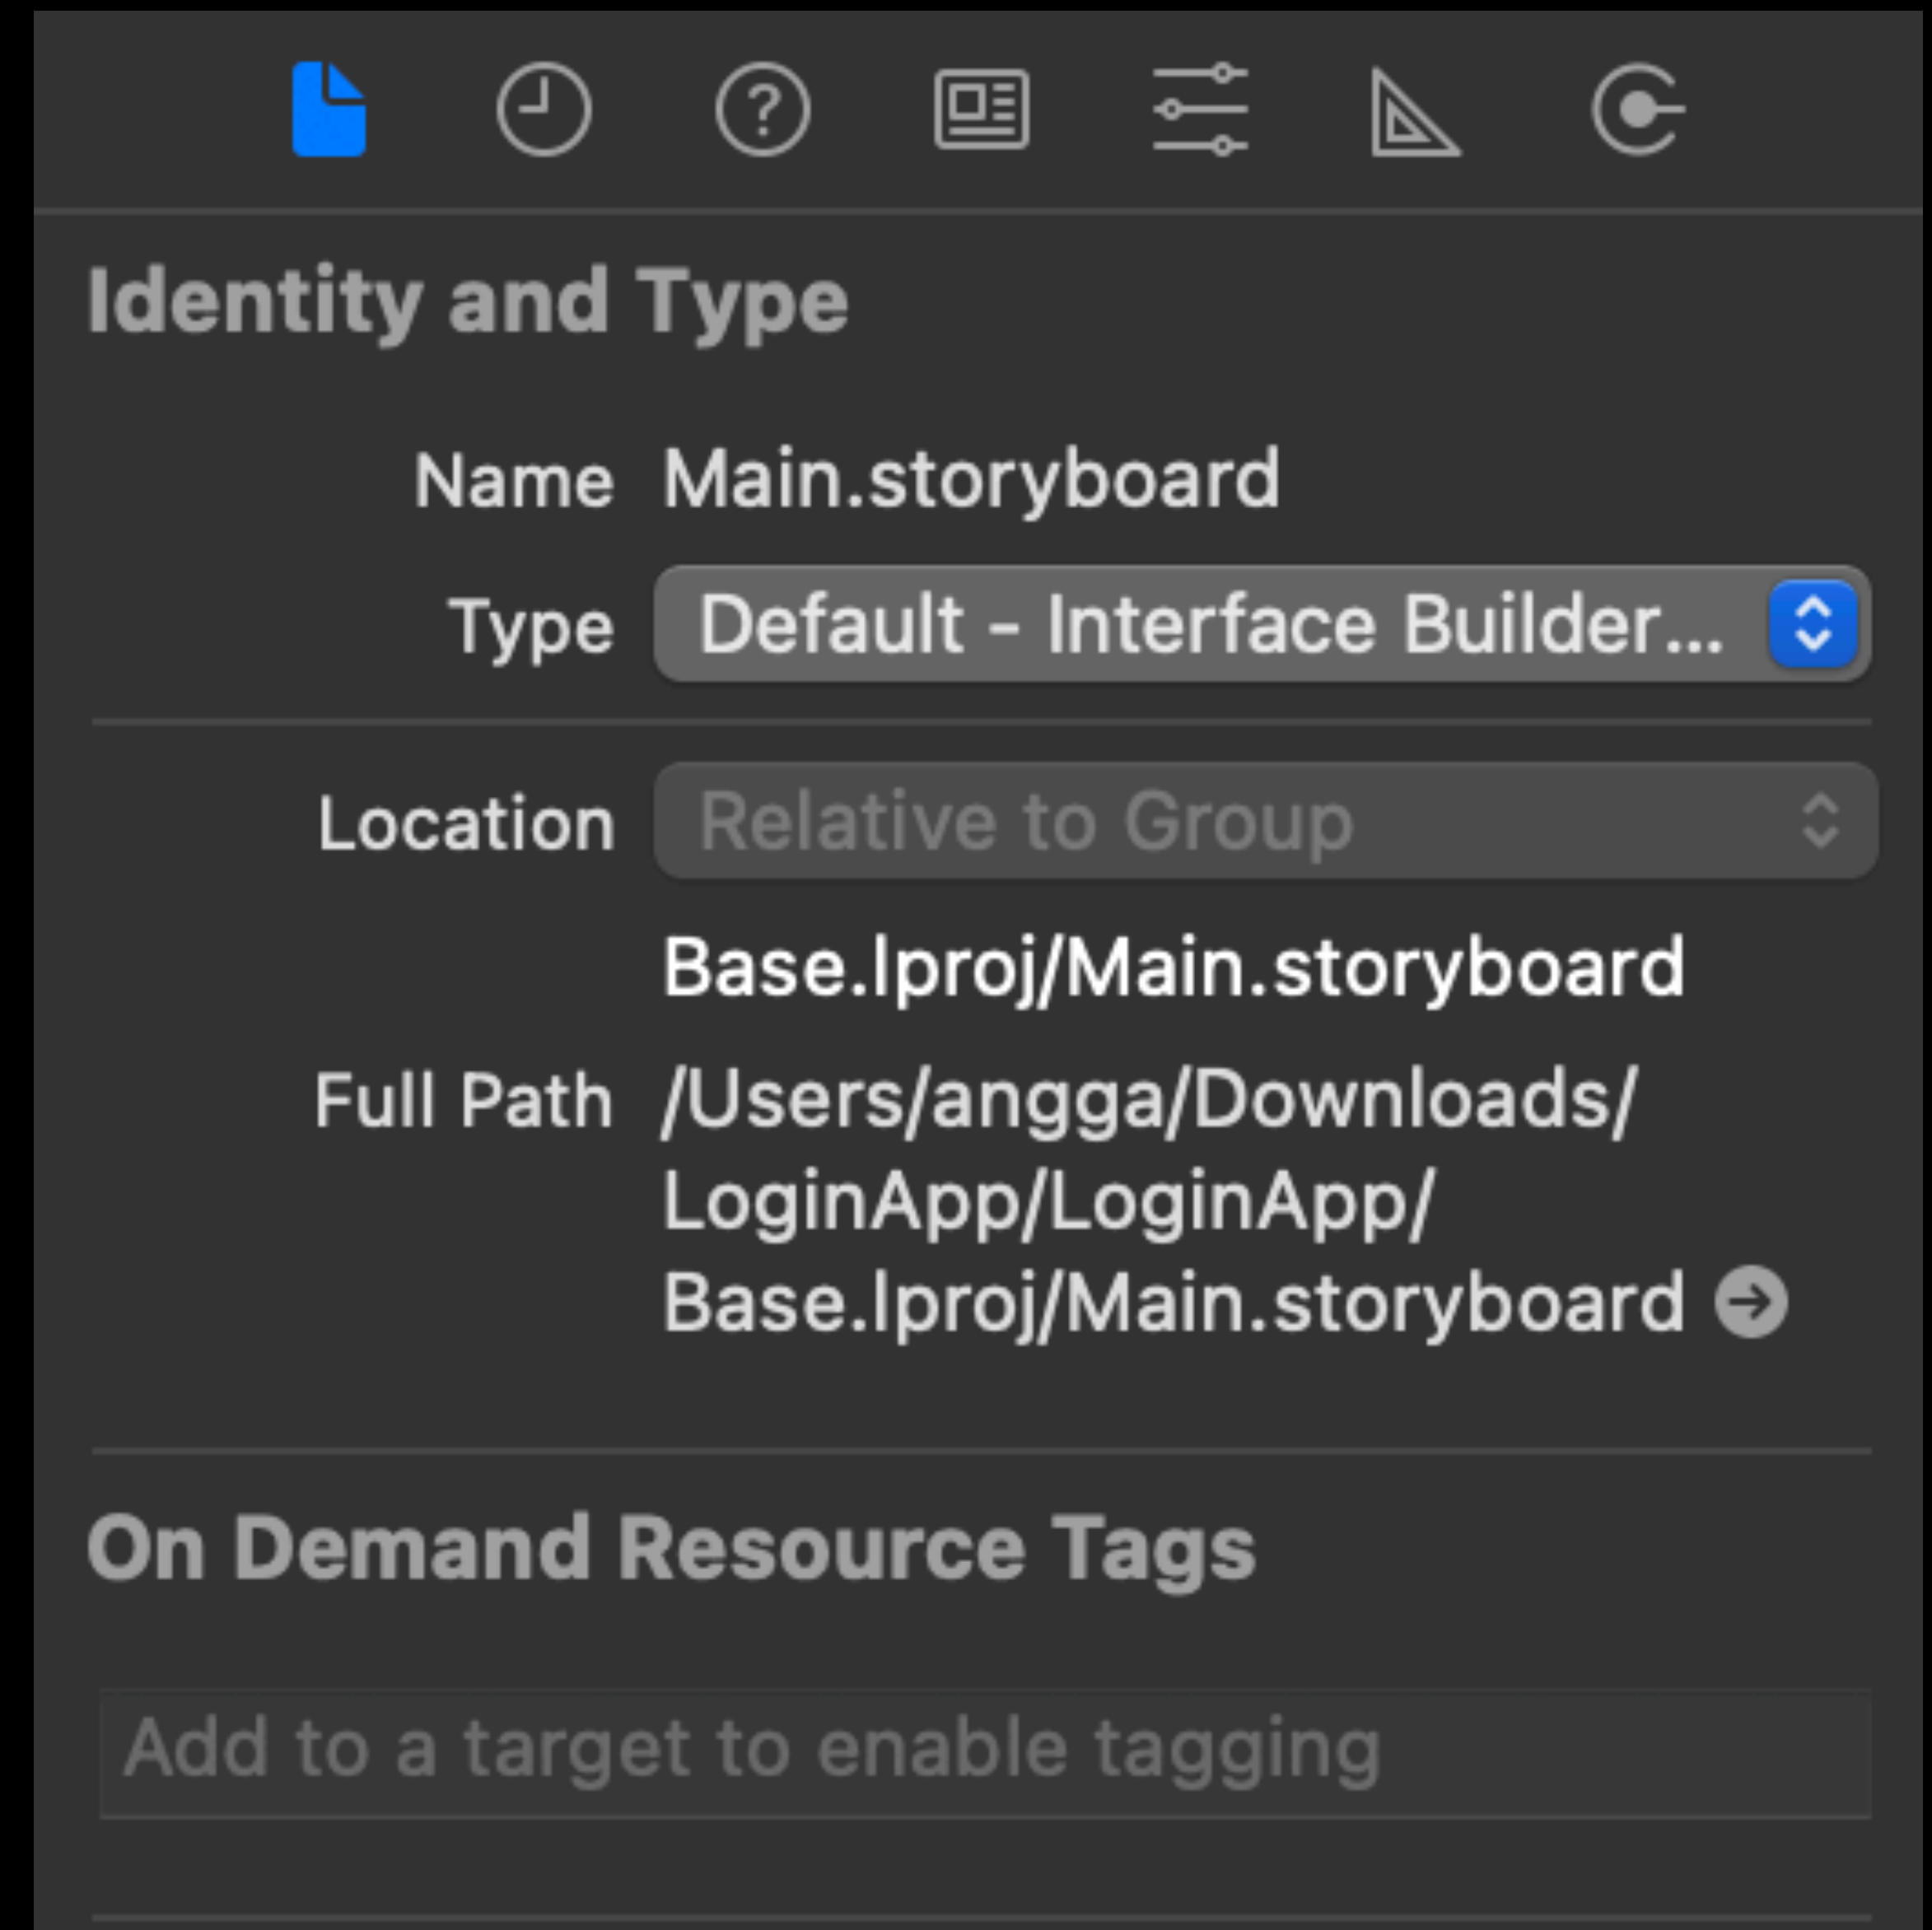 Identity and Type
Name Main.storyboard
Type Default - Interface Builder...
Location Relative to Group
Base.lproj/Main.storyboard
Full Path /Users/angga/Downloads/
LoginApp/LoginApp/
Base.lproj/Main.storyboard
On Demand Resource Tags
Add to a target to enable tagging